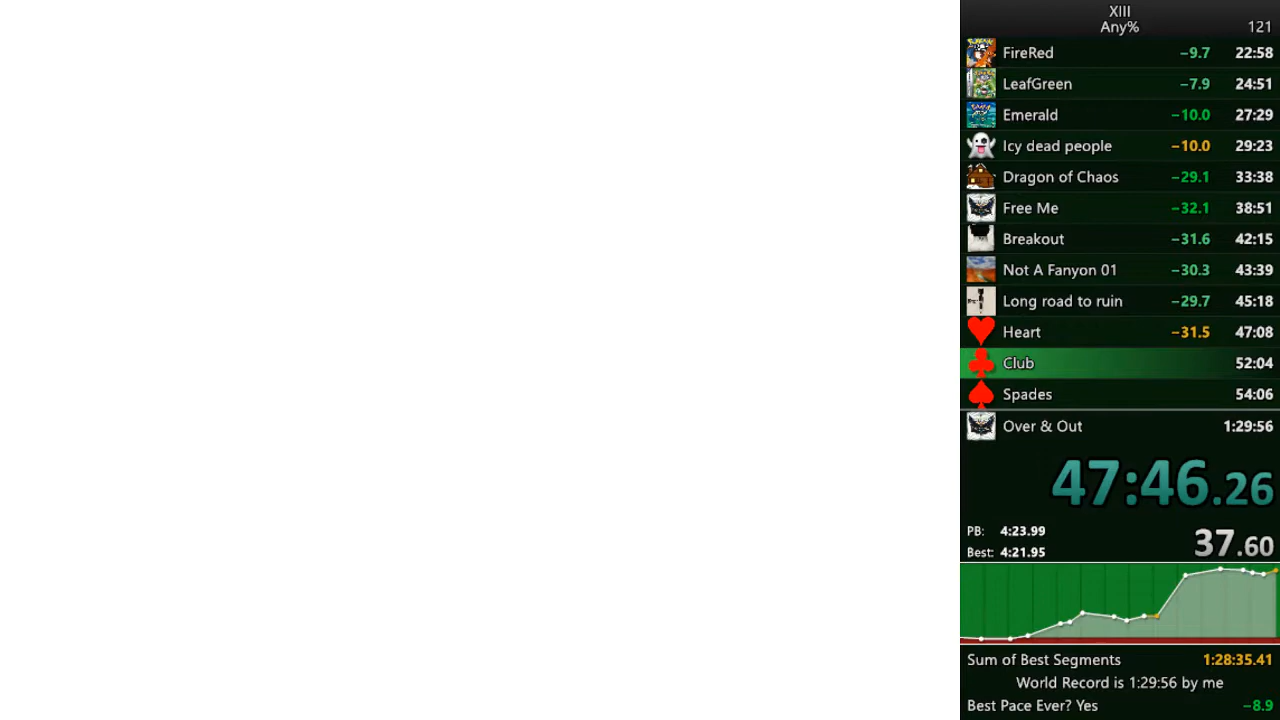 XIII
Any% 121
FireRed −9.7 22:58
LeafGreen −7.9 24:51
Emerald −10.0 27:29
Icy dead people −10.0 29:23
Dragon of Chaos −29.1 33:38
Free Me −32.1 38:51
Breakout −31.6 42:15
Not A Fanyon 01 −30.3 43:39
Long road to ruin −29.7 45:18
Heart −31.5 47:08
Club 52:04
Spades 54:06
Over & Out 1:29:56
47:46.26
PB: 4:23.99
Best: 4:21.95 37.60
Sum of Best Segments 1:28:35.41
World Record is 1:29:56 by me
Best Pace Ever? Yes −8.9